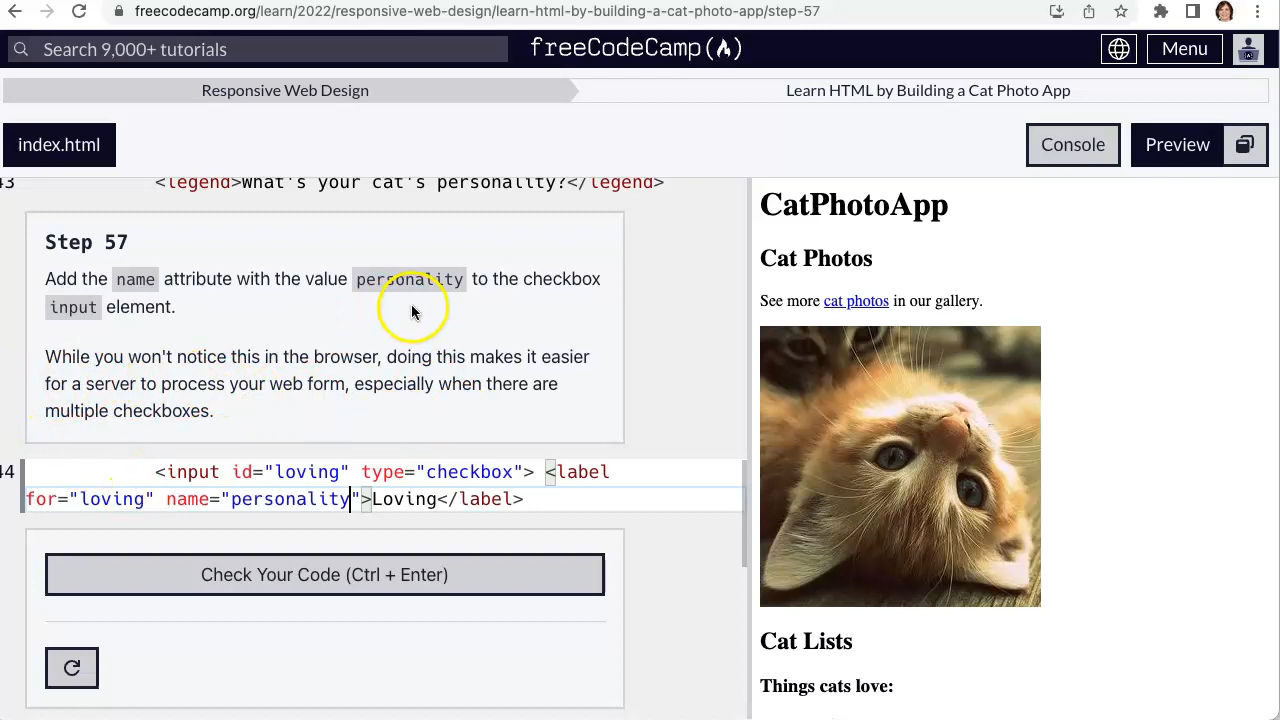 freecodecamp.org/learn/2022/responsive-web-design/learn-html-by-building-a-cat-photo-app/step-57
Search 9,000+ tutorials
freeCodeCamp
Menu
Responsive Web Design
Learn HTML by Building a Cat Photo App
index.html
Console
Preview
43 <legend>What's your cat's personality?</legend>
Step 57
Add the name attribute with the value personality to the checkbox
input element.
While you won't notice this in the browser, doing this makes it easier
for a server to process your web form, especially when there are
multiple checkboxes.
44 <input id="loving" type="checkbox"> <label
for="loving" name="personality">Loving</label>
Check Your Code (Ctrl + Enter)
CatPhotoApp
Cat Photos
See more cat photos in our gallery.
Cat Lists
Things cats love: